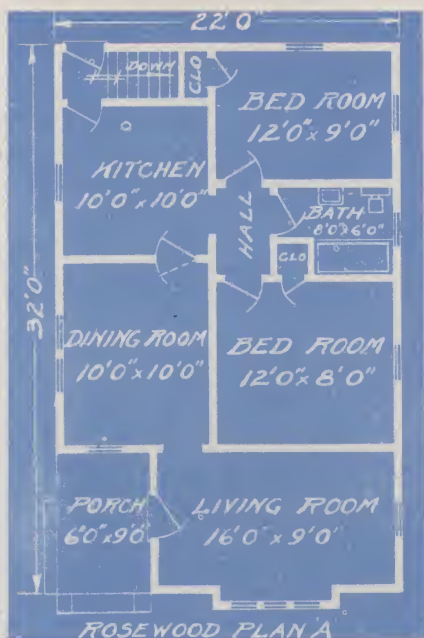 22'0"
DOWN
CLO
BED ROOM
12'0" x 9'0"
KITCHEN
10'0" x 10'0"
HALL
BATH
8'0" x 6'0"
CLO
32'0"
DINING ROOM
10'0" x 10'0"
BED ROOM
12'0" x 8'0"
PORCH
6'0" x 9'0"
LIVING ROOM
16'0" x 9'0"
ROSEWOOD PLAN A